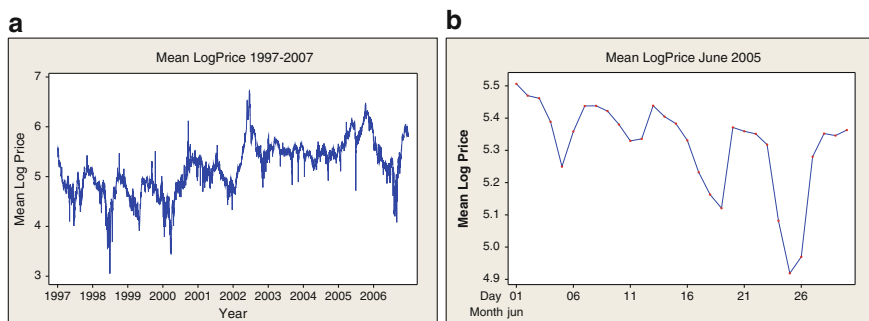 a
Mean LogPrice 1997-2007
Mean Log Price
7
6
5
4
3
1997 1998 1999 2000 2001 2002 2003 2004 2005 2006
Year
b
Mean LogPrice June 2005
Mean Log Price
5.5
5.4
5.3
5.2
5.1
5.0
4.9
Day 01 06 11 16 21 26
Month jun